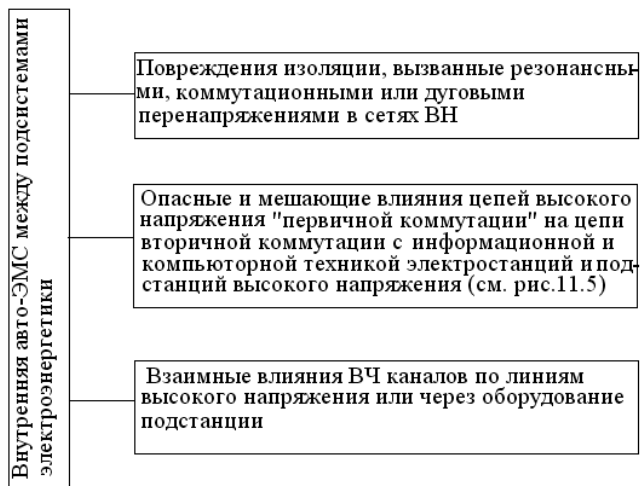 Внутренняя авто-ЭМС между подсистемами
электроэнергетики
Повреждения изоляции, вызванные резонансны-
ми, коммутационными или дуговыми
перенапряжениями в сетях ВН
Опасные и мешающие влияния цепей высокого
напряжения "первичной коммутации" на цепи
вторичной коммутации с информационной и
компьюторной техникой электростанций и под-
станций высокого напряжения (см. рис.11.5)
Взаимные влияния ВЧ каналов по линиям
высокого напряжения или через оборудование
подстанции